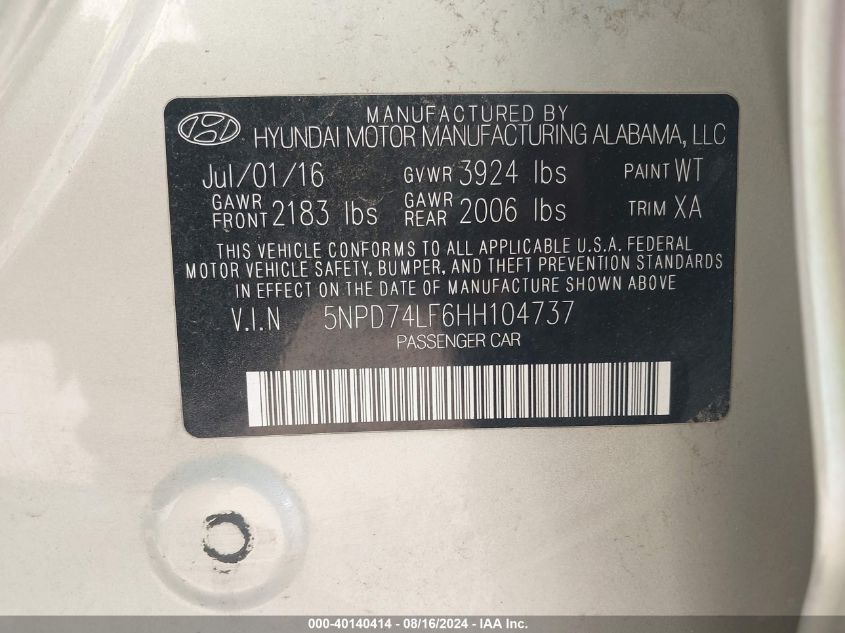 MANUFACTURED BY
HYUNDAI MOTOR MANUFACTURING ALABAMA, LLC
Jul/01/16 GVWR 3924 lbs PAINT WT
GAWR FRONT 2183 lbs GAWR REAR 2006 lbs TRIM XA
THIS VEHICLE CONFORMS TO ALL APPLICABLE U.S.A. FEDERAL
MOTOR VEHICLE SAFETY, BUMPER, AND THEFT PREVENTION STANDARDS
IN EFFECT ON THE DATE OF MANUFACTURE SHOWN ABOVE
V.I.N 5NPD74LF6HH104737
PASSENGER CAR
000-40140414 - 08/16/2024 - IAA Inc.